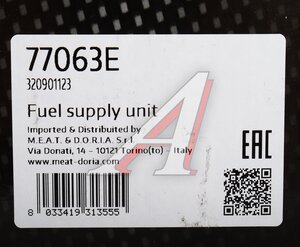 77063E
320901123
Fuel supply unit
Imported & Distributed by
M.E.A.T. & D.O.R.I.A. S.r.l.
Via Donati, 14 - 10121 Torino(to) - Italy
www.meat-doria.com
EAC
8 033419 313555